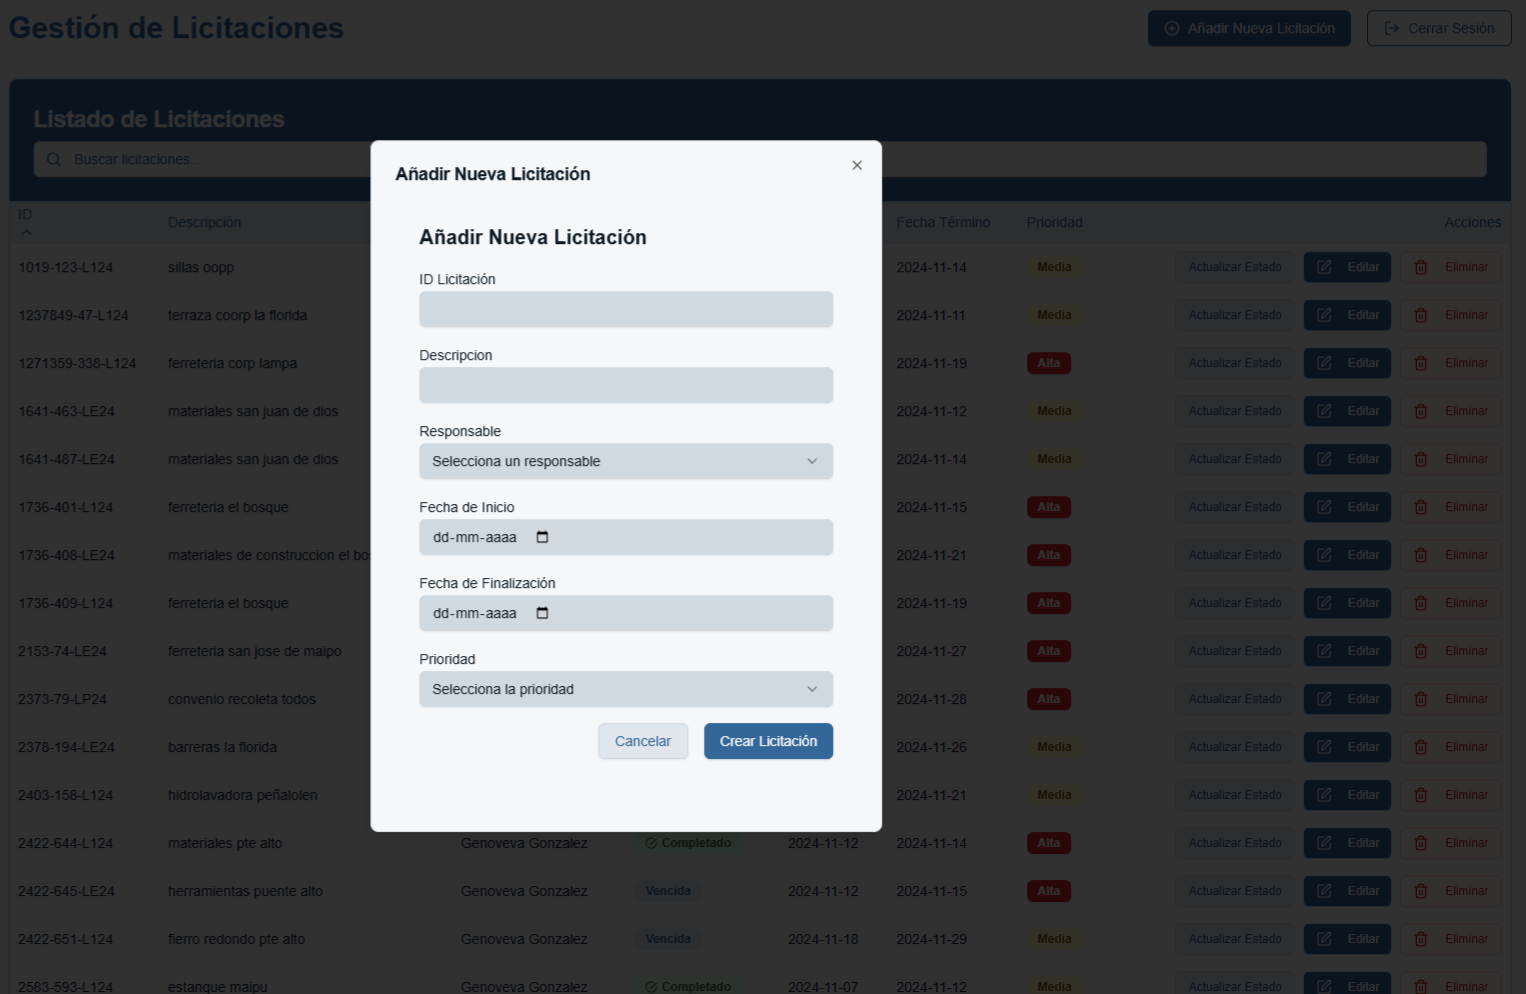 Gestión de Licitaciones
Añadir Nueva Licitación
Cerrar Sesión
Listado de Licitaciones
Buscar licitaciones...
ID Descripción Fecha Término Prioridad Acciones
1019-123-L124 sillas oopp 2024-11-14 Media Actualizar Estado Editar Eliminar
1237849-47-L124 terraza coorp la florida 2024-11-11 Media Actualizar Estado Editar Eliminar
1271359-338-L124 ferreteria corp lampa 2024-11-19 Alta Actualizar Estado Editar Eliminar
1641-463-LE24 materiales san juan de dios 2024-11-12 Media Actualizar Estado Editar Eliminar
1641-487-LE24 materiales san juan de dios 2024-11-14 Media Actualizar Estado Editar Eliminar
1736-401-L124 ferreteria el bosque 2024-11-15 Alta Actualizar Estado Editar Eliminar
1736-408-LE24 materiales de construccion el bo 2024-11-21 Alta Actualizar Estado Editar Eliminar
1736-409-L124 ferreteria el bosque 2024-11-19 Alta Actualizar Estado Editar Eliminar
2153-74-LE24 ferreteria san jose de maipo 2024-11-27 Alta Actualizar Estado Editar Eliminar
2373-79-LP24 convenio recoleta todos 2024-11-28 Alta Actualizar Estado Editar Eliminar
2378-194-LE24 barreras la florida 2024-11-26 Media Actualizar Estado Editar Eliminar
2403-158-L124 hidrolavadora peñalolen 2024-11-21 Media Actualizar Estado Editar Eliminar
2422-644-L124 materiales pte alto Genoveva Gonzalez Completado 2024-11-12 2024-11-14 Alta Actualizar Estado Editar Eliminar
2422-645-LE24 herramientas puente alto Genoveva Gonzalez Vencida 2024-11-12 2024-11-15 Alta Actualizar Estado Editar Eliminar
2422-651-L124 fierro redondo pte alto Genoveva Gonzalez Vencida 2024-11-18 2024-11-29 Media Actualizar Estado Editar Eliminar
2583-593-L124 estanque maipu Genoveva Gonzalez Completado 2024-11-07 2024-11-12 Media Actualizar Estado Editar Eliminar
Añadir Nueva Licitación
Añadir Nueva Licitación
ID Licitación
Descripcion
Responsable
Selecciona un responsable
Fecha de Inicio
dd-mm-aaaa
Fecha de Finalización
dd-mm-aaaa
Prioridad
Selecciona la prioridad
Cancelar
Crear Licitación